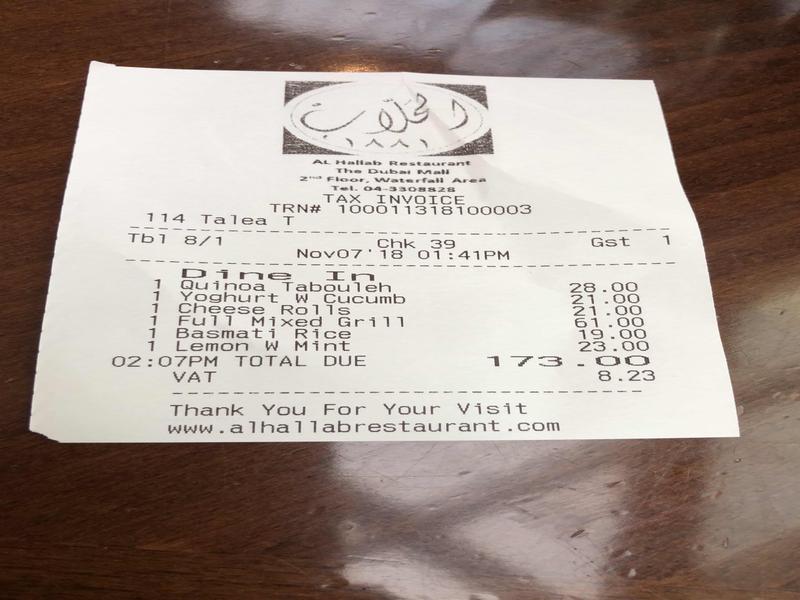 الحلاب
١٨٨١
AL Hallab Restaurant
The Dubai Mall
2nd Floor, Waterfall Area
Tel. 04-3308828
TAX INVOICE
TRN# 100011318100003
114 Talea T
Tbl 8/1 Chk 39 Gst 1
Nov07'18 01:41PM
Dine In
1 Quinoa Tabouleh 28.00
1 Yoghurt W Cucumb 21.00
1 Cheese Rolls 21.00
1 Full Mixed Grill 61.00
1 Basmati Rice 19.00
1 Lemon W Mint 23.00
02:07PM TOTAL DUE 173.00
VAT 8.23
Thank You For Your Visit
www.alhallabrestaurant.com